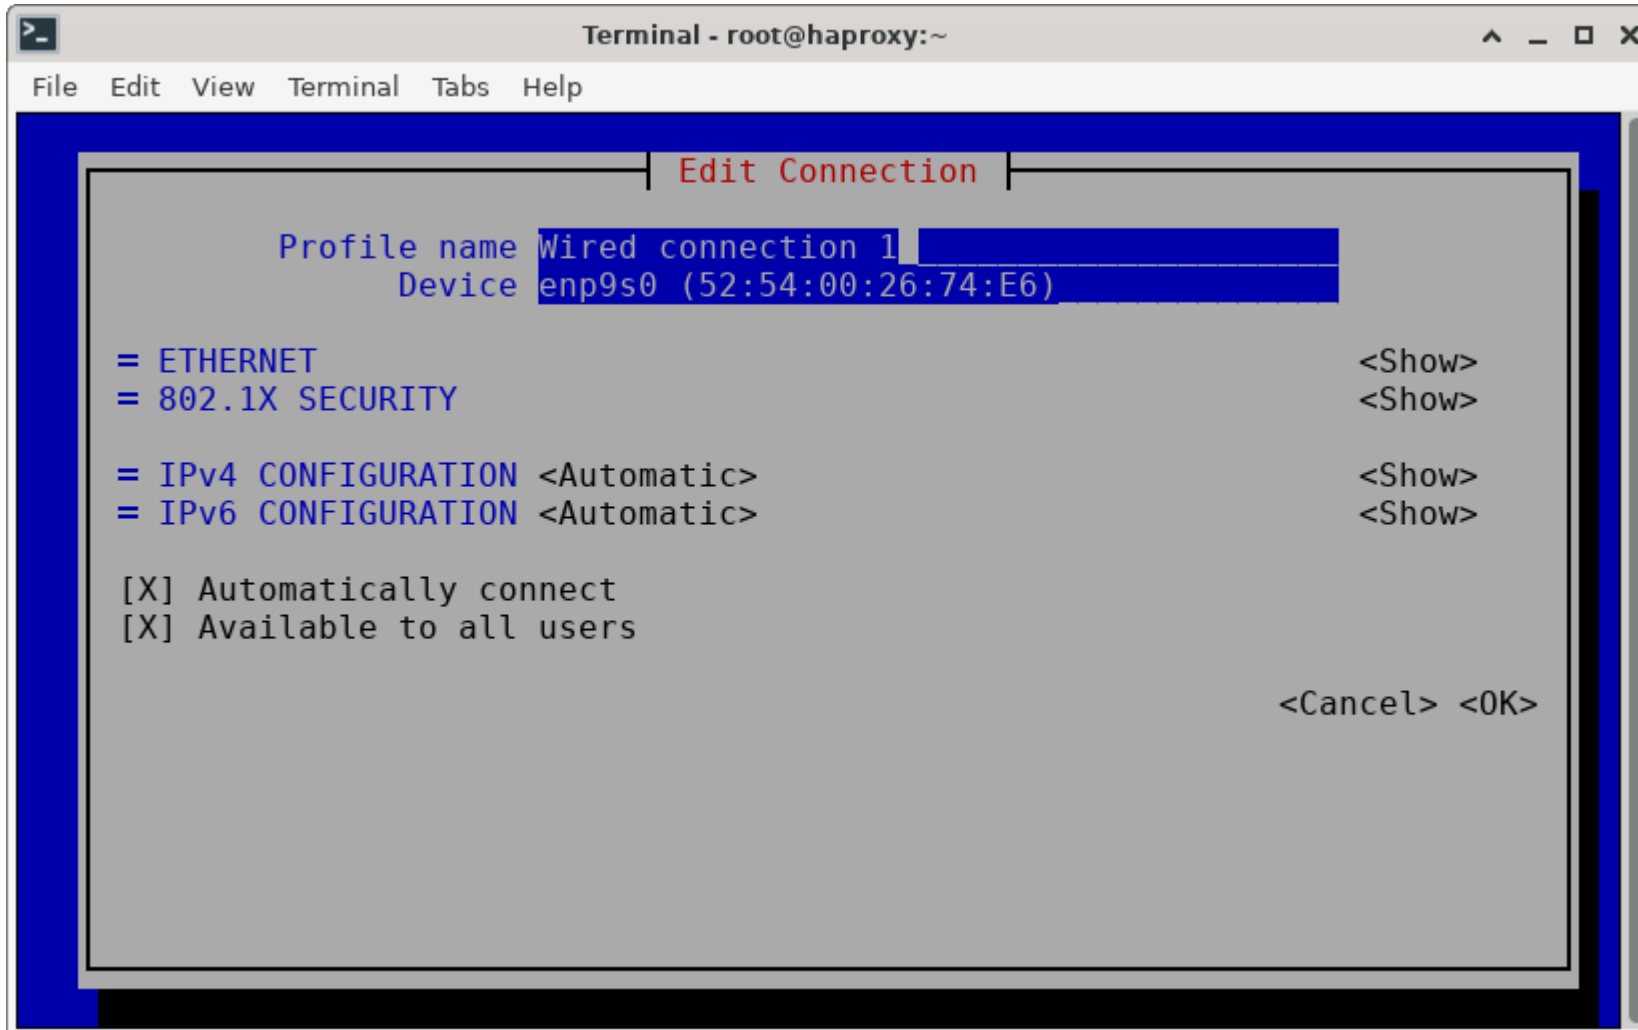 Terminal - root@haproxy:~
File Edit View Terminal Tabs Help
Edit Connection
Profile name Wired connection 1
Device enp9s0 (52:54:00:26:74:E6)
= ETHERNET <Show>
= 802.1X SECURITY <Show>
= IPv4 CONFIGURATION <Automatic> <Show>
= IPv6 CONFIGURATION <Automatic> <Show>
[X] Automatically connect
[X] Available to all users
<Cancel> <OK>